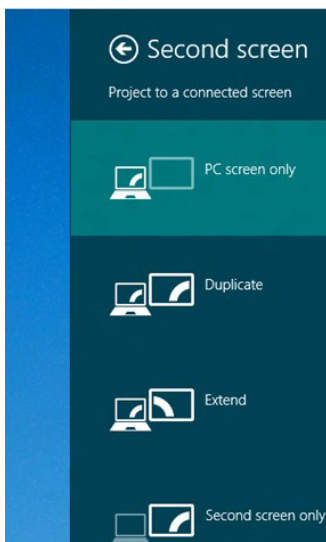 Second screen
Project to a connected screen
PC screen only
Duplicate
Extend
Second screen only